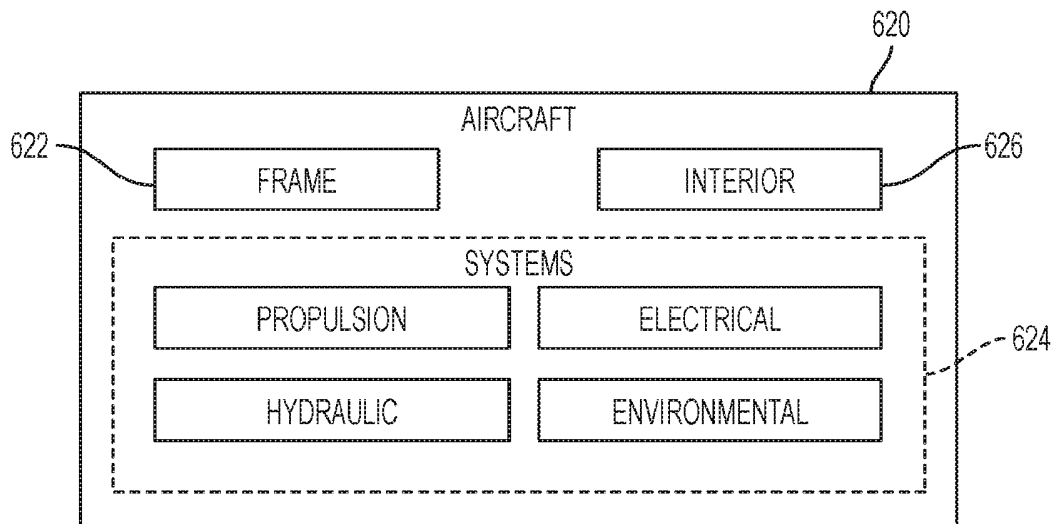 620
AIRCRAFT
622
FRAME
INTERIOR
626
SYSTEMS
PROPULSION
ELECTRICAL
624
HYDRAULIC
ENVIRONMENTAL